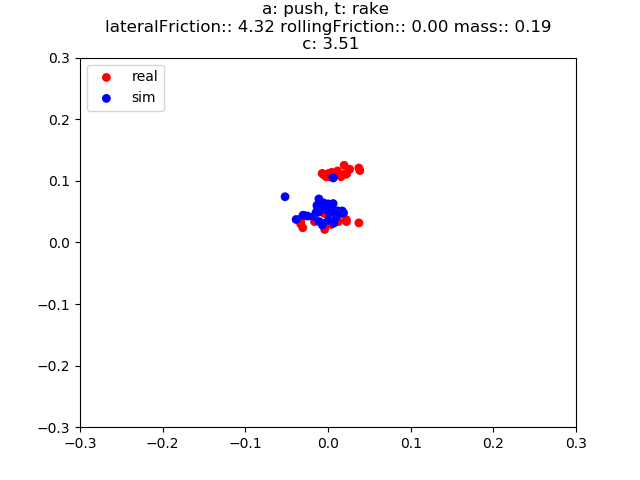 a: push, t: rake
lateralFriction:: 4.32 rollingFriction:: 0.00 mass:: 0.19
c: 3.51
real
sim
0.3
0.2
0.1
0.0
−0.1
−0.2
−0.3
−0.3 −0.2 −0.1 0.0 0.1 0.2 0.3